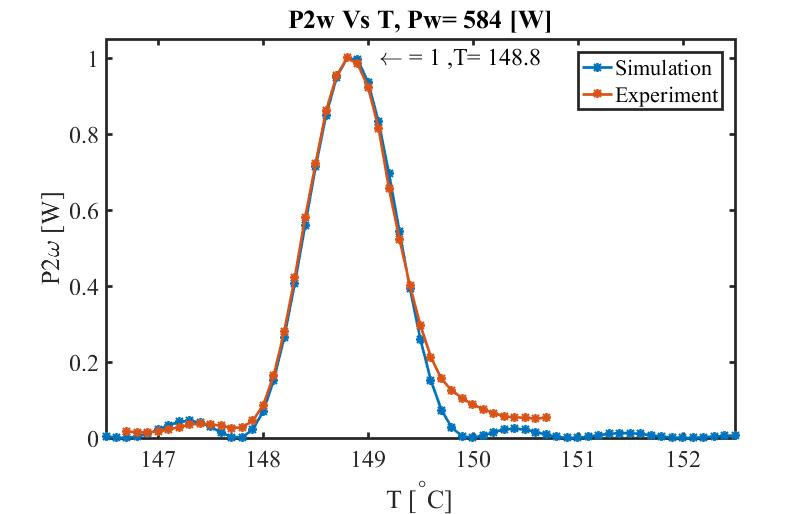 P2w Vs T, Pw= 584 [W]
← = 1 ,T= 148.8
Simulation
Experiment
P2ω [W]
1
0.8
0.6
0.4
0.2
0
147 148 149 150 151 152
T [°C]